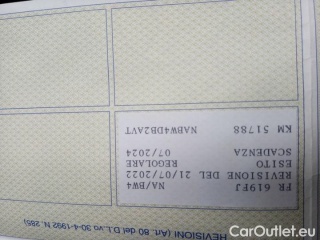 REVISIONI (Art. 80 del D.L.vo 30-4-1992 N. 285)
FR 619FJ NA/BW4
REVISIONE DEL 21/07/2022
ESITO REGOLARE
SCADENZA 07/2024
KM 51788 NABW4DB2AVT
CarOutlet.eu